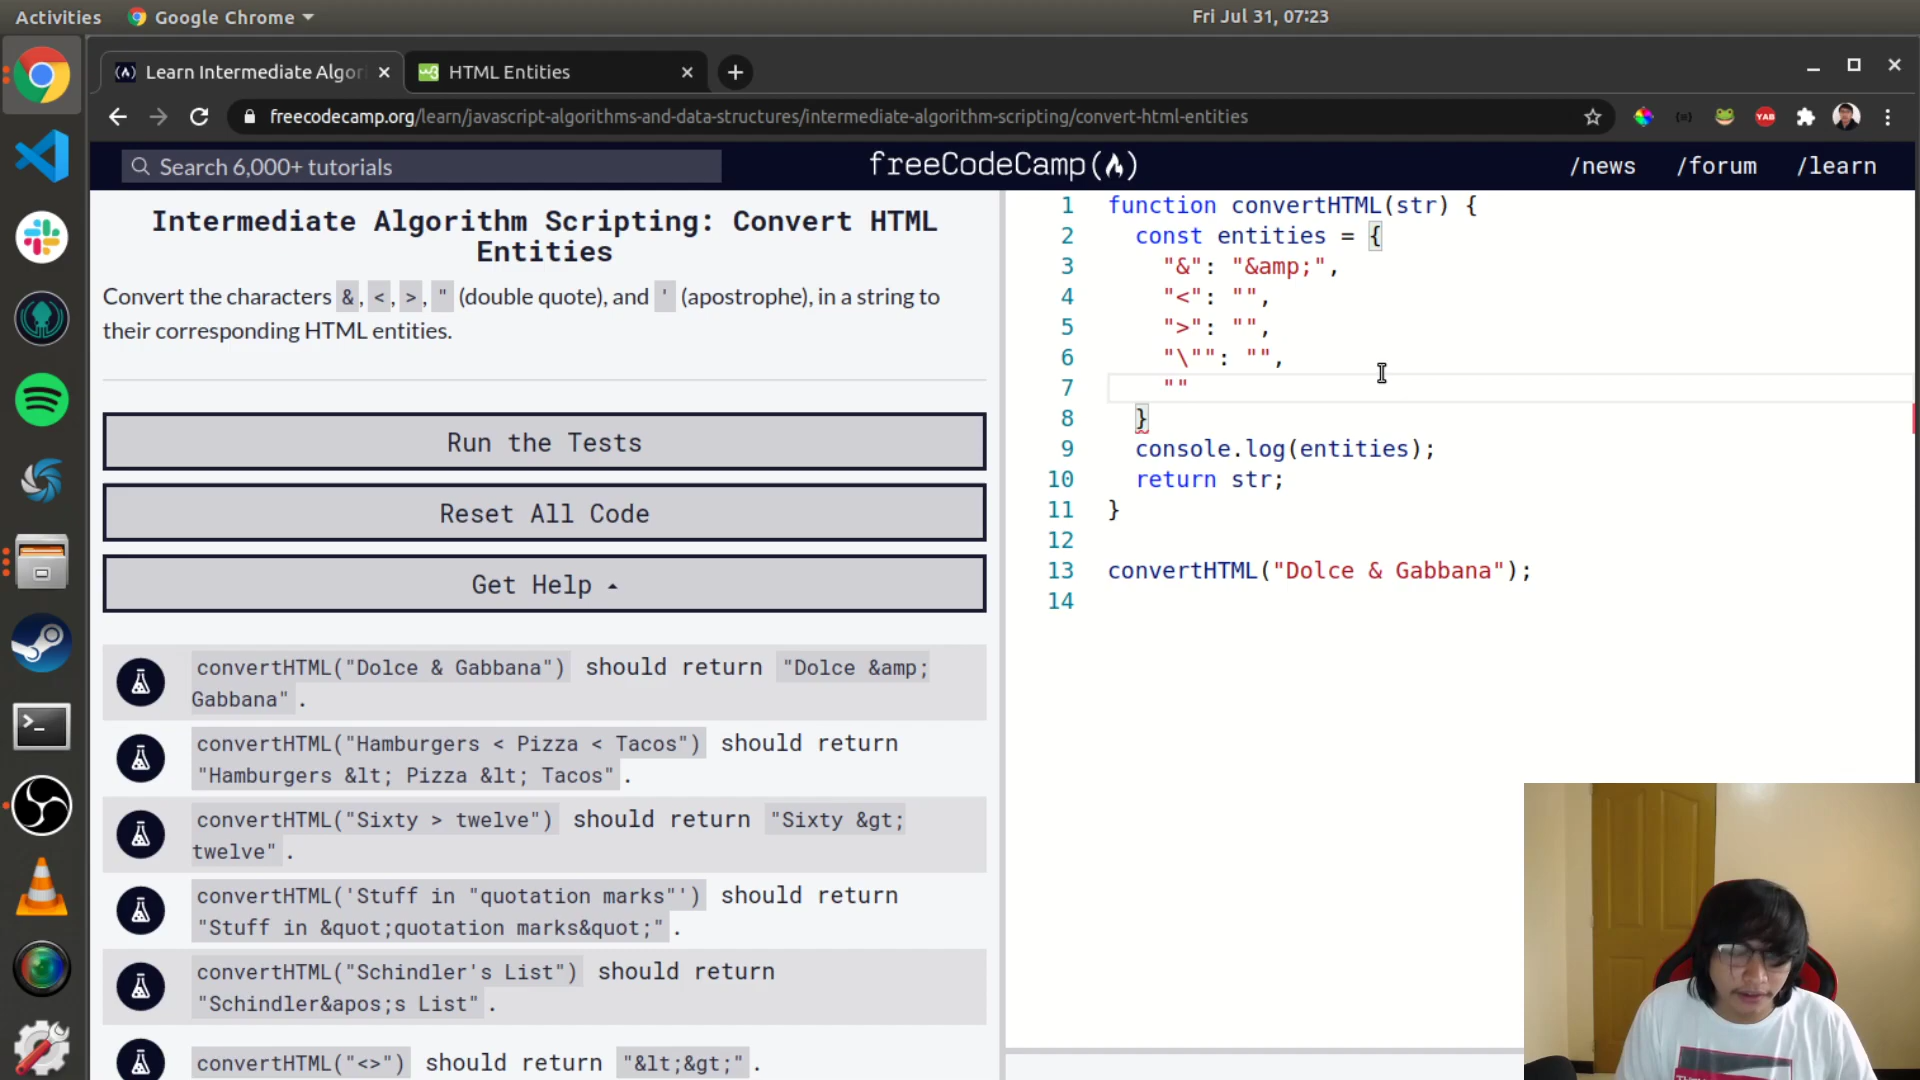 Activities
Google Chrome
Fri Jul 31, 07:23
Learn Intermediate Algor
HTML Entities
freecodecamp.org/learn/javascript-algorithms-and-data-structures/intermediate-algorithm-scripting/convert-html-entities
YAB
Search 6,000+ tutorials
freeCodeCamp
/news
/forum
/learn
Intermediate Algorithm Scripting: Convert HTML
Entities
Convert the characters &, <, >, " (double quote), and ' (apostrophe), in a string to
their corresponding HTML entities.
Run the Tests
Reset All Code
Get Help
convertHTML("Dolce & Gabbana") should return "Dolce &amp;
Gabbana".
convertHTML("Hamburgers < Pizza < Tacos") should return
"Hamburgers &lt; Pizza &lt; Tacos".
convertHTML("Sixty > twelve") should return "Sixty &gt;
twelve".
convertHTML('Stuff in "quotation marks"') should return
"Stuff in &quot;quotation marks&quot;".
convertHTML("Schindler's List") should return
"Schindler&apos;s List".
convertHTML("<>") should return "&lt;&gt;".
1 function convertHTML(str) {
2 const entities = {
3 "&": "&amp;",
4 "<": "",
5 ">": "",
6 "\"": "",
7 ""
8 }
9 console.log(entities);
10 return str;
11 }
12
13 convertHTML("Dolce & Gabbana");
14